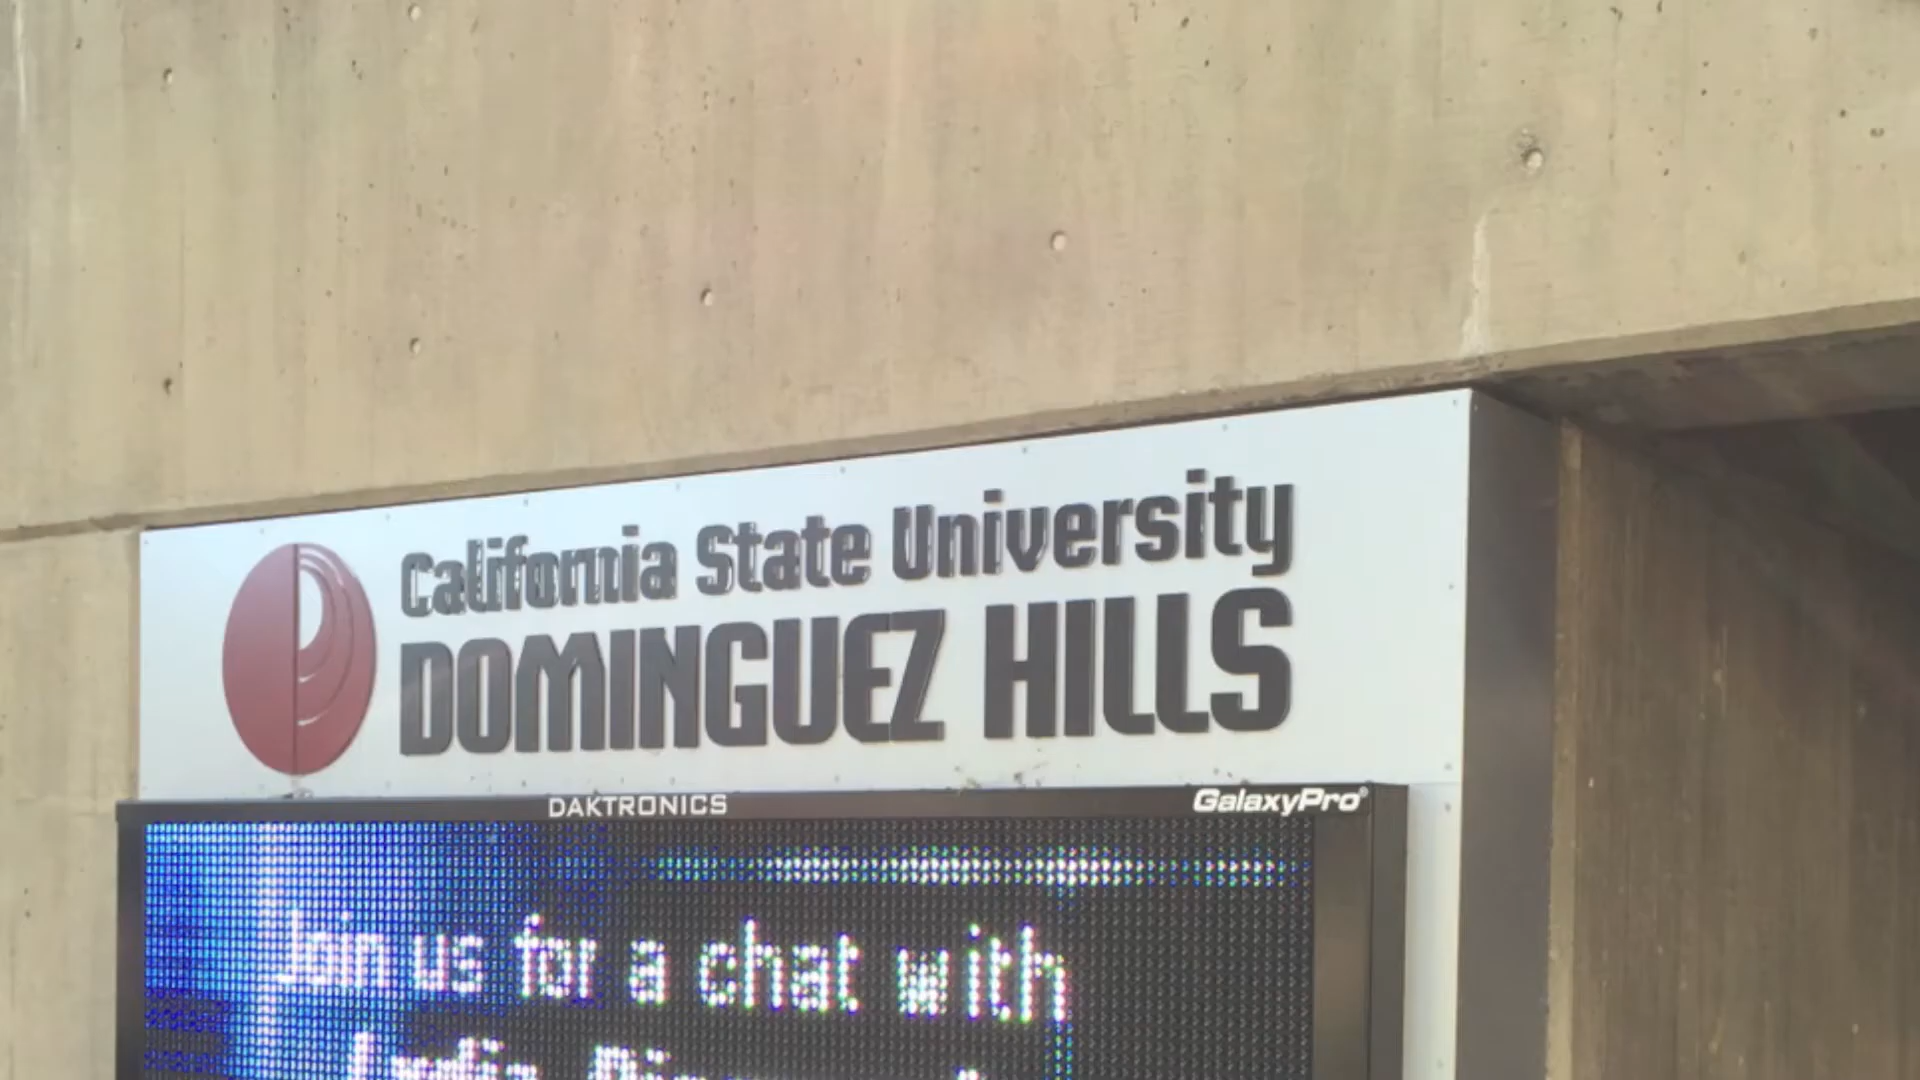 California State University
DOMINGUEZ HILLS
DAKTRONICS
GalaxyPro®
Join us for a chat with